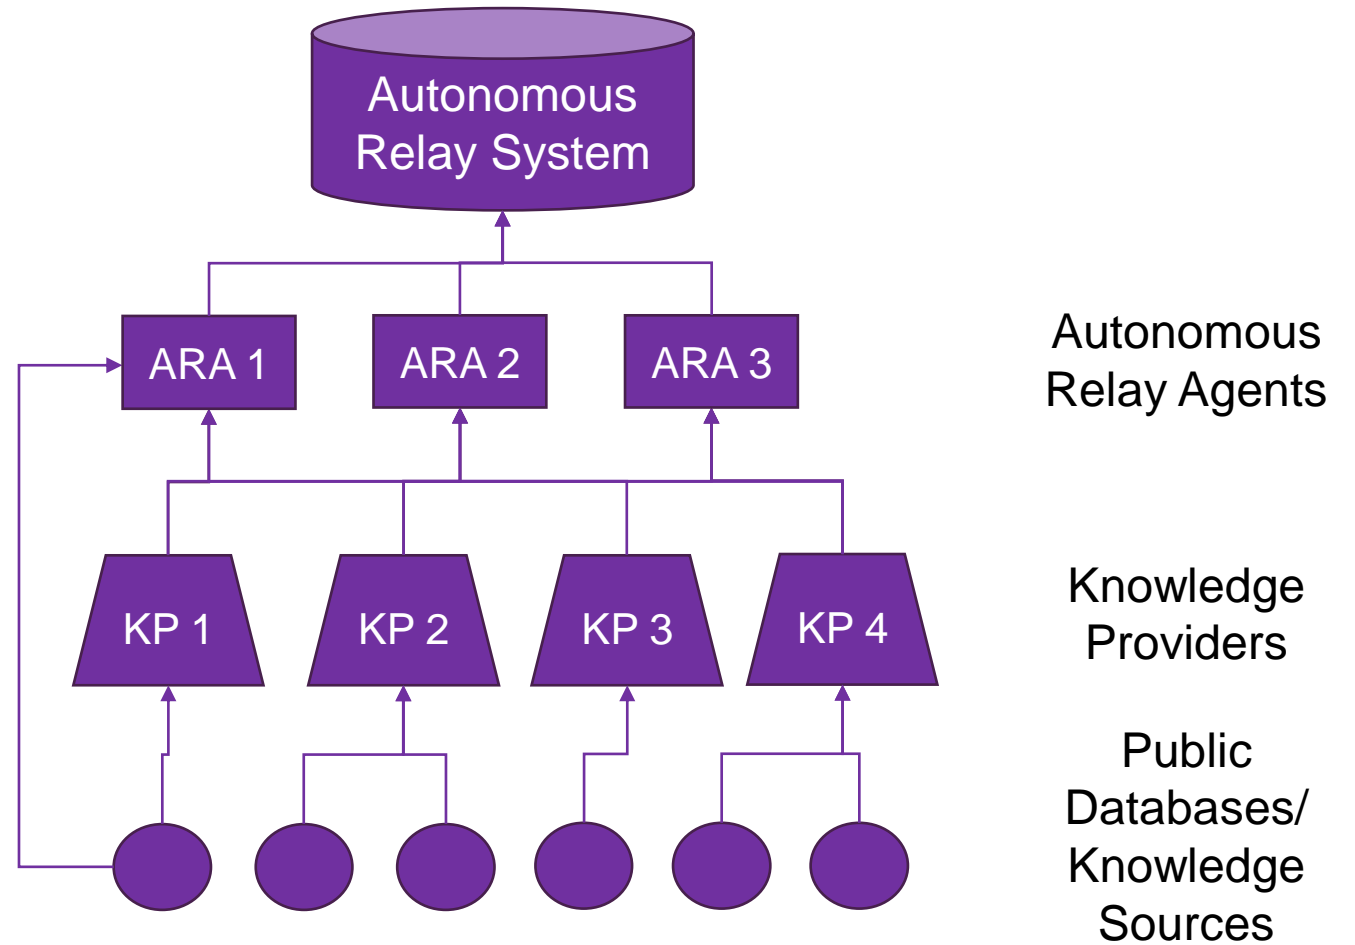 Autonomous
Relay System
ARA 1
ARA 2
ARA 3
Autonomous
Relay Agents
KP 1
KP 2
KP 3
KP 4
Knowledge
Providers
Public
Databases/
Knowledge
Sources